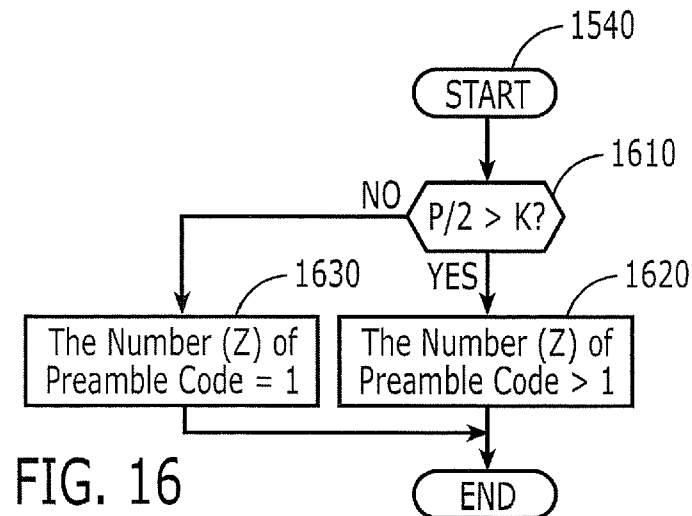 1540
START
1610
NO
P/2 > K?
YES
1630
1620
The Number (Z) of
Preamble Code = 1
The Number (Z) of
Preamble Code > 1
FIG. 16
END